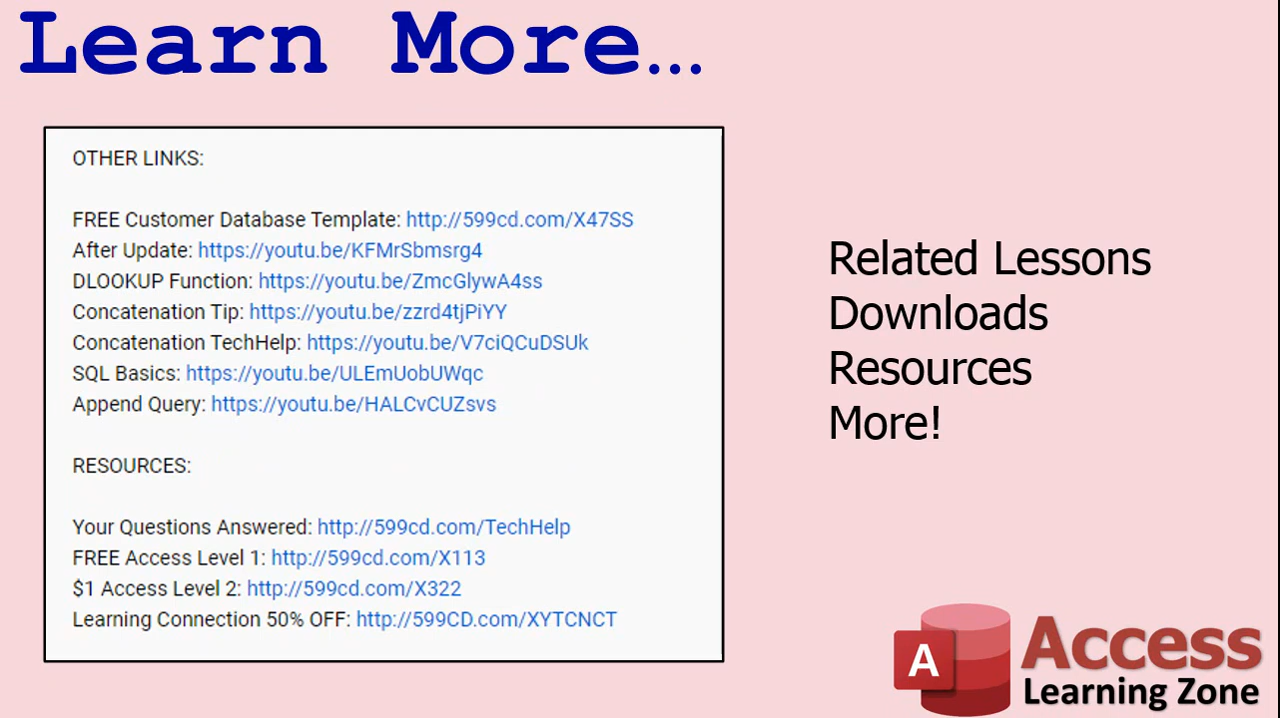 Learn More...
OTHER LINKS:
FREE Customer Database Template: http://599cd.com/X47SS
After Update: https://youtu.be/KFMrSbmsrg4
DLOOKUP Function: https://youtu.be/ZmcGlywA4ss
Concatenation Tip: https://youtu.be/zzrd4tjPiYY
Concatenation TechHelp: https://youtu.be/V7ciQCuDSUk
SQL Basics: https://youtu.be/ULEmUobUWqc
Append Query: https://youtu.be/HALCvCUZsvs
RESOURCES:
Your Questions Answered: http://599cd.com/TechHelp
FREE Access Level 1: http://599cd.com/X113
$1 Access Level 2: http://599cd.com/X322
Learning Connection 50% OFF: http://599CD.com/XYTCNCT
Related Lessons
Downloads
Resources
More!
A
Access
Learning Zone